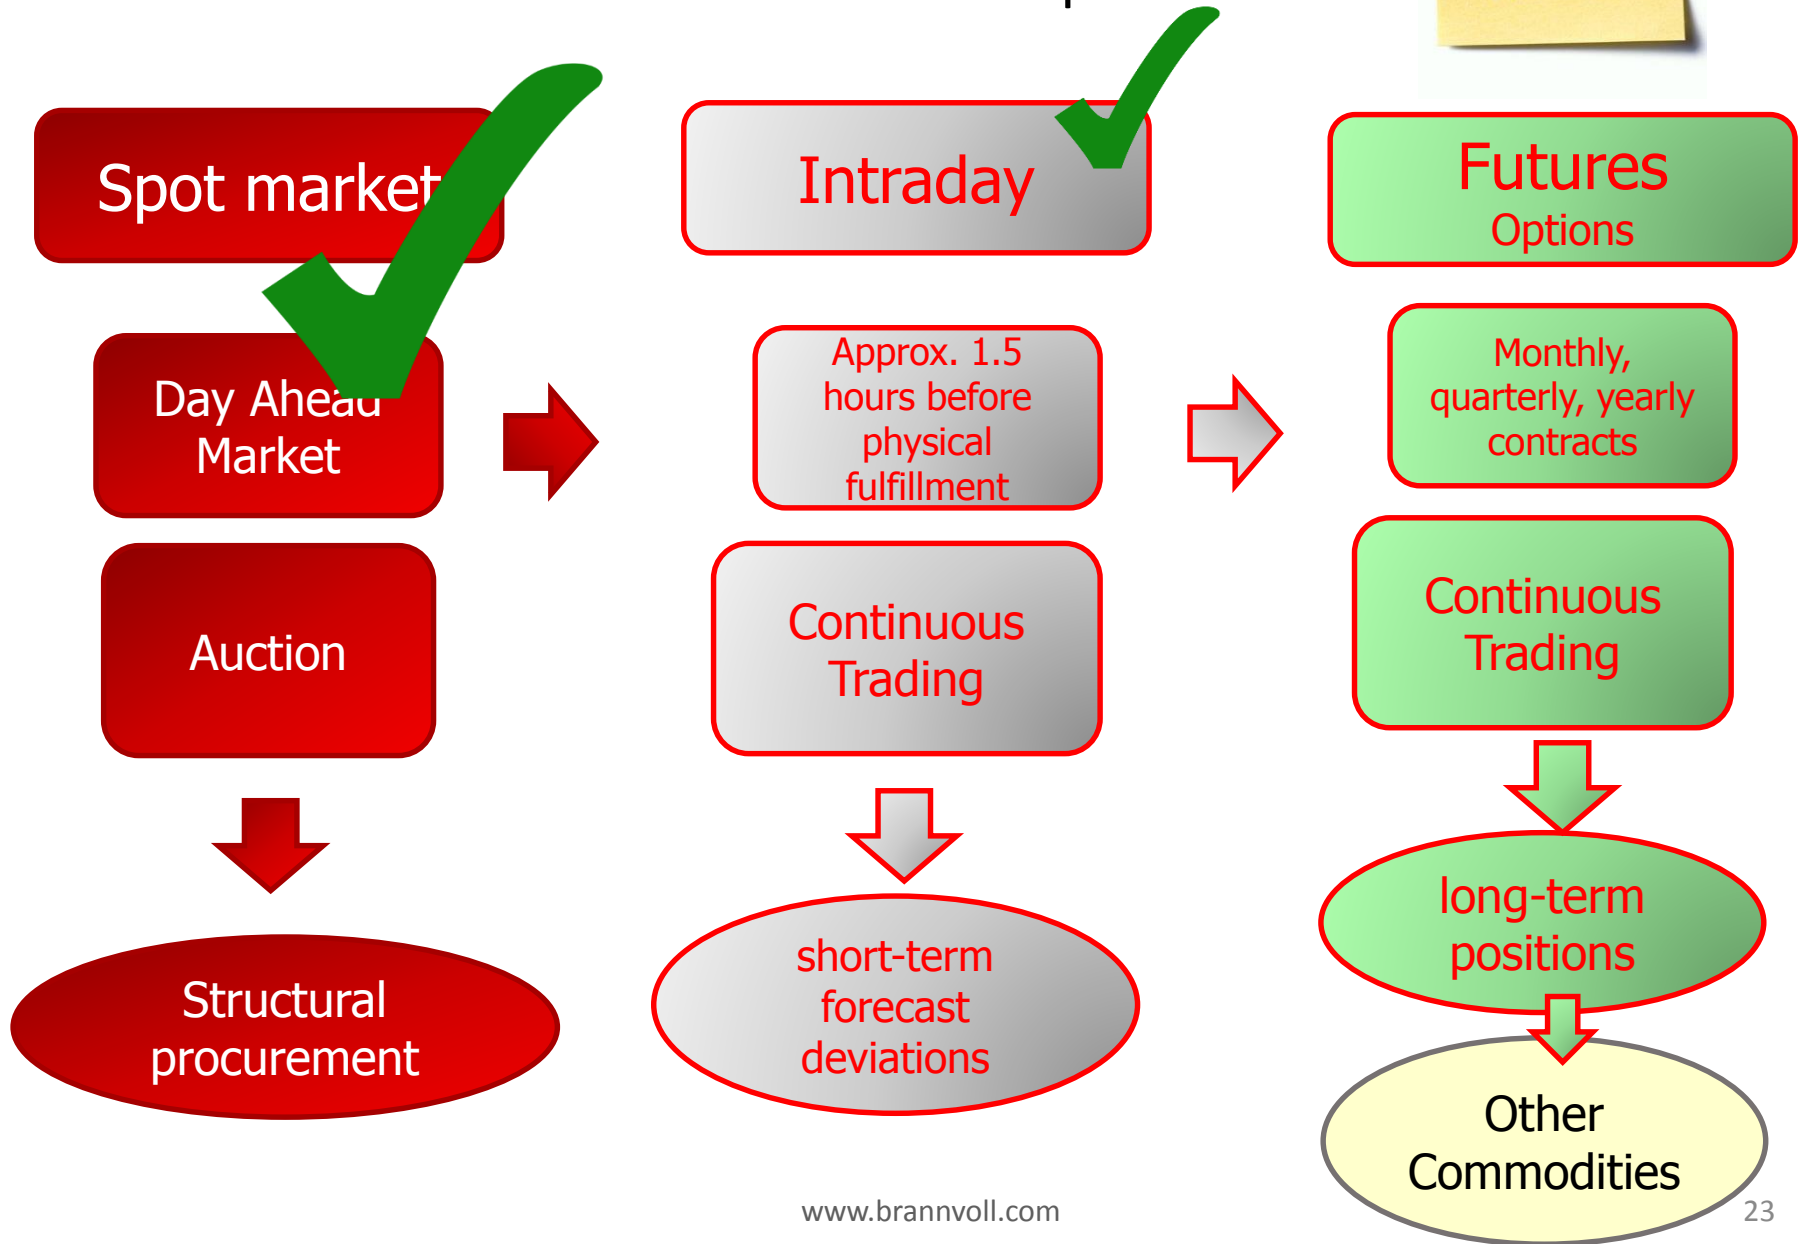 Spot market
Day Ahead
Market
Auction
Structural
procurement
Intraday
Approx. 1.5
hours before
physical
fulfillment
Continuous
Trading
short-term
forecast
deviations
Futures
Options
Monthly,
quarterly, yearly
contracts
Continuous
Trading
long-term
positions
Other
Commodities
www.brannvoll.com
23